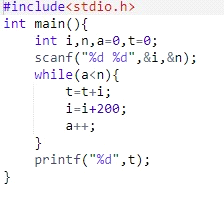 #include<stdio.h>
int main(){
    int i,n,a=0,t=0;
    scanf("%d %d",&i,&n);
    while(a<n){
        t=t+i;
        i=i+200;
        a++;
    }
    printf("%d",t);
}